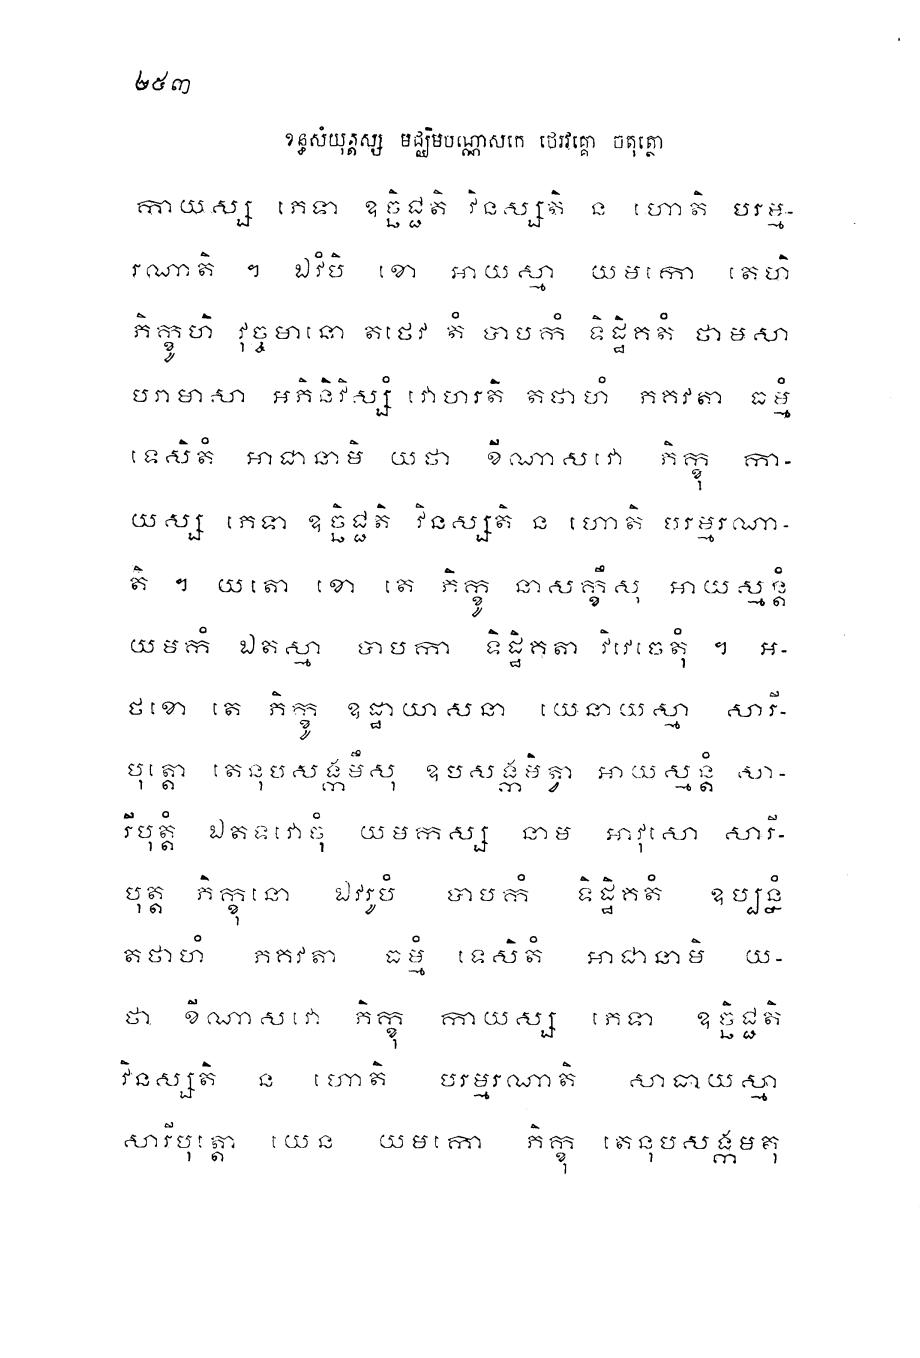 ២៥៣
ខន្ធសំយុត្តស្ស មជ្ឈិមបណ្ណាសកេ ថេរវគ្គោ ចតុត្ថោ
កាយស្ស ភេទា ឧច្ឆិជ្ជតិ វិនស្សតិ ន ហោតិ បរម្ម-
រណាតិ ។ ឯវំបិ ខោ អាយស្មា យមកោ តេហិ
ភិក្ខូហិ វុច្ចមានោ តថេវ តំ បាបកំ ទិដ្ឋិគតំ ថាមសា
បរាមាសា អភិនិវិស្សំ វោហរតិ តថាហំ ភគវតា ធម្មំ
ទេសិតំ អាជានាមិ យថា ខីណាសវោ ភិក្ខុ កា-
យស្ស ភេទា ឧច្ឆិជ្ជតិ វិនស្សតិ ន ហោតិ បរម្មរណា-
តិ ។ យតោ ខោ តេ ភិក្ខូ នាសក្ខឹសុ អាយស្មន្តំ
យមកំ ឯតស្មា បាបកា ទិដ្ឋិគតា វិវេចេតុំ ។ អ-
ថខោ តេ ភិក្ខូ ឧដ្ឋាយាសនា យេនាយស្មា សារី-
បុត្តោ តេនុបសង្កមឹសុ ឧបសង្កមិត្វា អាយស្មន្តំ សា-
រីបុត្តំ ឯតទវោចុំ យមកស្ស នាម អាវុសោ សារី-
បុត្ត ភិក្ខុនោ ឯវរូបំ បាបកំ ទិដ្ឋិគតំ ឧប្បន្នំ
តថាហំ ភគវតា ធម្មំ ទេសិតំ អាជានាមិ យ-
ថា ខីណាសវោ ភិក្ខុ កាយស្ស ភេទា ឧច្ឆិជ្ជតិ
វិនស្សតិ ន ហោតិ បរម្មរណាតិ សាធាយស្មា
សារីបុត្តោ យេន យមកោ ភិក្ខុ តេនុបសង្កមតុ